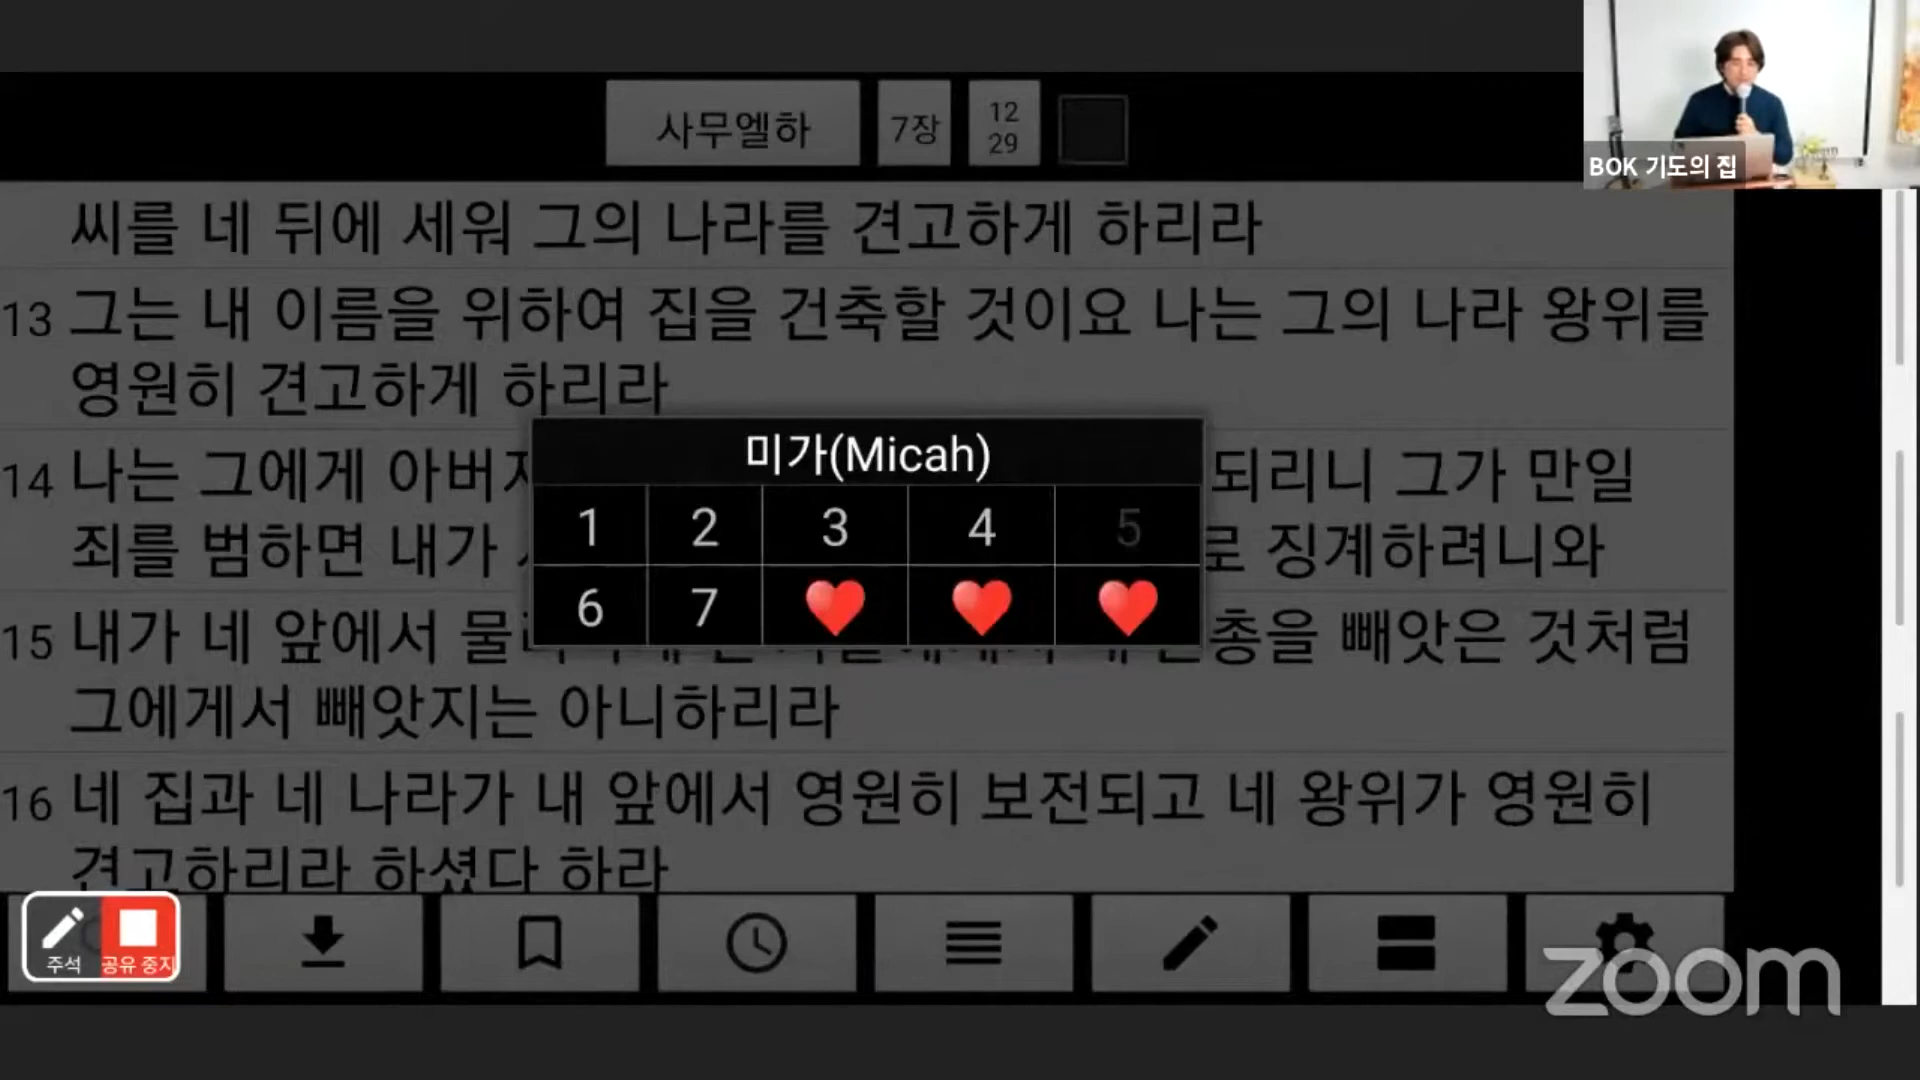 사무엘하 7장 12 29
BOK 기도의 집
씨를 네 뒤에 세워 그의 나라를 견고하게 하리라
13 그는 내 이름을 위하여 집을 건축할 것이요 나는 그의 나라 왕위를
영원히 견고하게 하리라
14 나는 그에게 되리니 그가 만일
죄를 범하면 내가 징계하려니와
15 내가 네 앞에서 빼앗은 것처럼
그에게서 빼앗지는 아니하리라
16 네 집과 네 나라가 내 앞에서 영원히 보전되고 네 왕위가 영원히
견고하리라 하셨다 하라
미가(Micah)
1 2 3 4 5
6 7
주석 공유 중지
zoom